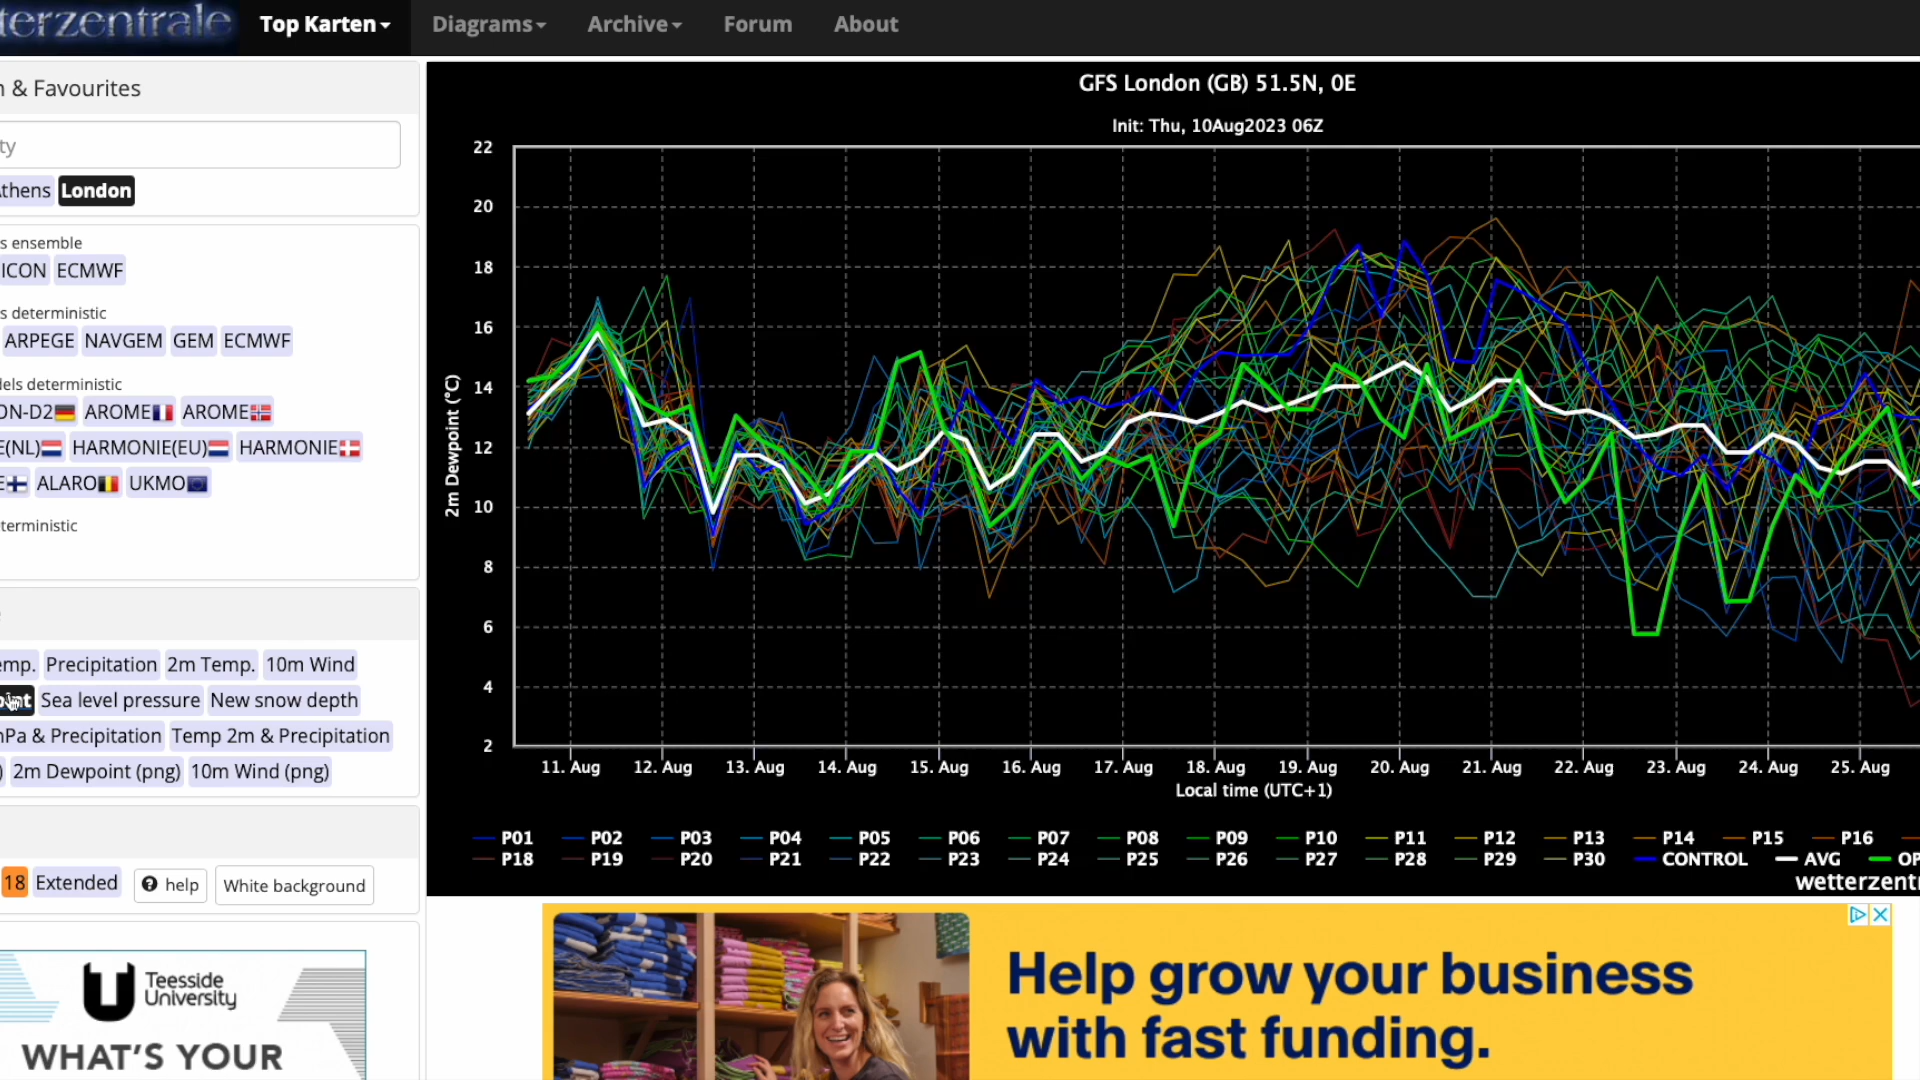 terzentrale
Top Karten
Diagrams
Archive
Forum
About
& Favourites
ty
thens
London
s ensemble
ICON
ECMWF
s deterministic
ARPEGE
NAVGEM
GEM
ECMWF
dels deterministic
ON-D2
AROME
AROME
E(NL)
HARMONIE(EU)
HARMONIE
E
ALARO
UKMO
terministic
emp.
Precipitation
2m Temp.
10m Wind
Sea level pressure
New snow depth
Pa & Precipitation
Temp 2m & Precipitation
)
2m Dewpoint (png)
10m Wind (png)
18
Extended
help
White background
Teesside
University
WHAT'S YOUR
GFS London (GB) 51.5N, 0E
Init: Thu, 10Aug2023 06Z
22
20
18
16
14
12
10
8
6
4
2
2m Dewpoint (°C)
11. Aug
12. Aug
13. Aug
14. Aug
15. Aug
16. Aug
17. Aug
18. Aug
19. Aug
20. Aug
21. Aug
22. Aug
23. Aug
24. Aug
25. Aug
Local time (UTC+1)
P01 P02 P03 P04 P05 P06 P07 P08 P09 P10 P11 P12 P13 P14 P15 P16
P18 P19 P20 P21 P22 P23 P24 P25 P26 P27 P28 P29 P30 CONTROL AVG OP
wetterzentr
Help grow your business
with fast funding.